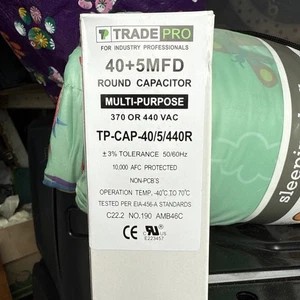 TRADEPRO
FOR INDUSTRY PROFESSIONALS
40+5MFD
ROUND CAPACITOR
MULTI-PURPOSE
370 OR 440 VAC
TP-CAP-40/5/440R
±3% TOLERANCE 50/60Hz
10,000 AFC PROTECTED
NON-PCB'S
OPERATION TEMP, -40°C TO 70°C
TESTED PER EIA-456-A STANDARDS
C22.2 NO.190 AMB46C
C US
E223457